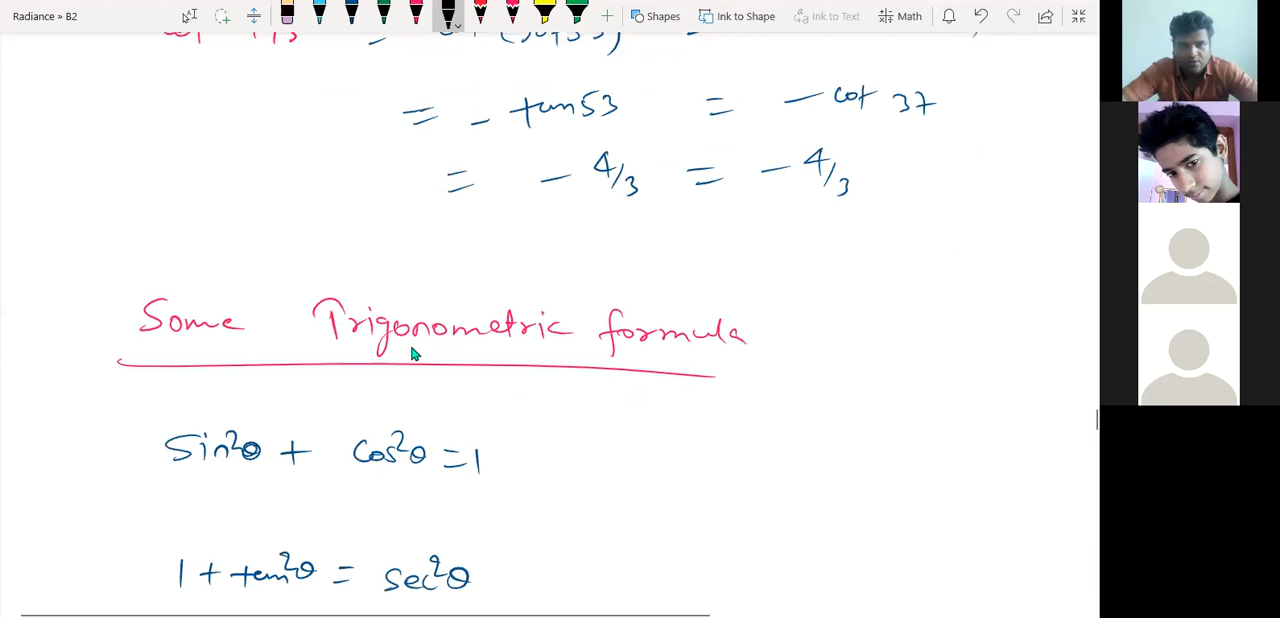 Radiance » B2
Shapes
Ink to Shape
Ink to Text
Math
= - tan53 = - cot 37
= - 4/3 = - 4/3
Some Trigonometric formula
Sin²θ + cos²θ = 1
1 + tan²θ = sec²θ